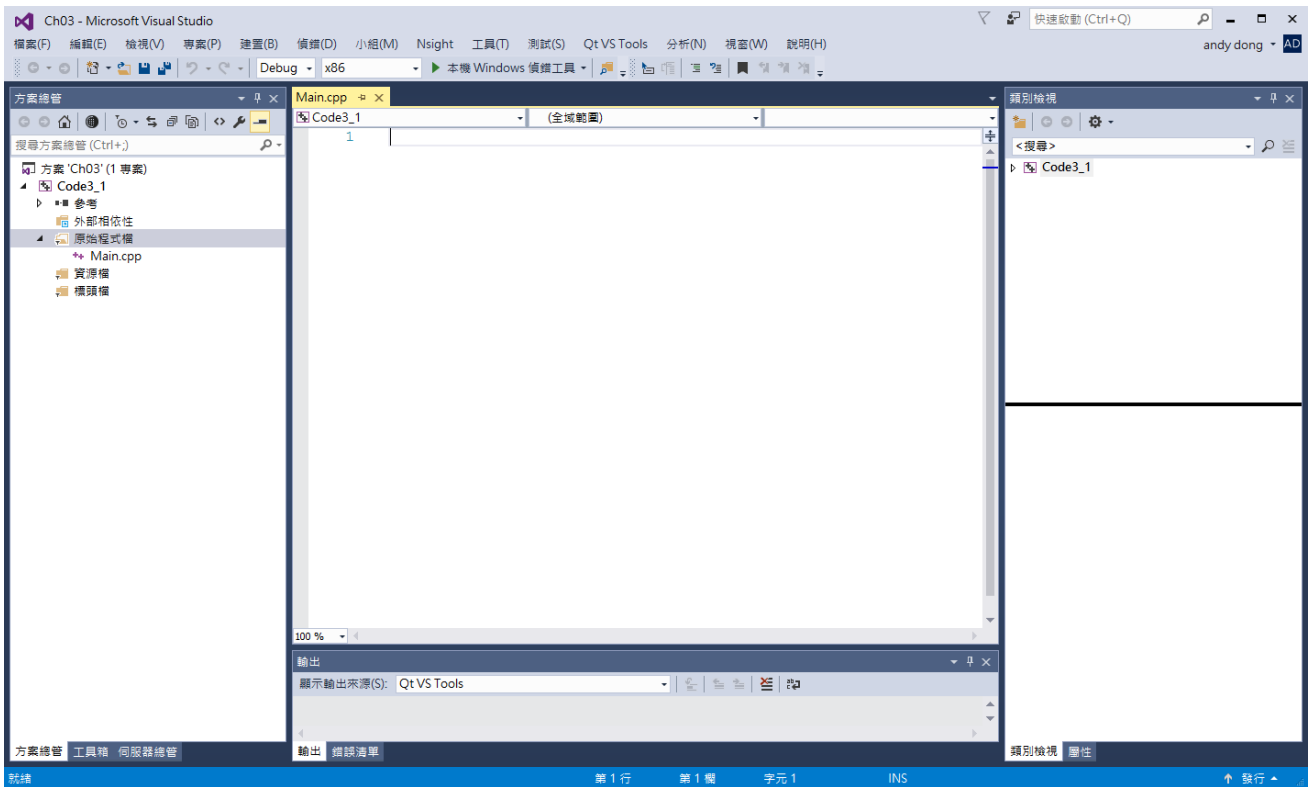 Ch03 - Microsoft Visual Studio
快速啟動 (Ctrl+Q)
檔案(F) 編輯(E) 檢視(V) 專案(P) 建置(B) 偵錯(D) 小組(M) Nsight 工具(T) 測試(S) Qt VS Tools 分析(N) 視窗(W) 說明(H)
andy dong AD
Debug x86 本機 Windows 偵錯工具
方案總管
搜尋方案總管 (Ctrl+;)
方案 'Ch03' (1 專案)
Code3_1
參考
外部相依性
原始程式檔
Main.cpp
資源檔
標頭檔
方案總管 工具箱 伺服器總管
Main.cpp
Code3_1 (全域範圍)
1
100 %
輸出
顯示輸出來源(S): Qt VS Tools
輸出 錯誤清單
類別檢視
<搜尋>
Code3_1
類別檢視 屬性
就緒 第 1 行 第 1 欄 字元 1 INS 發行